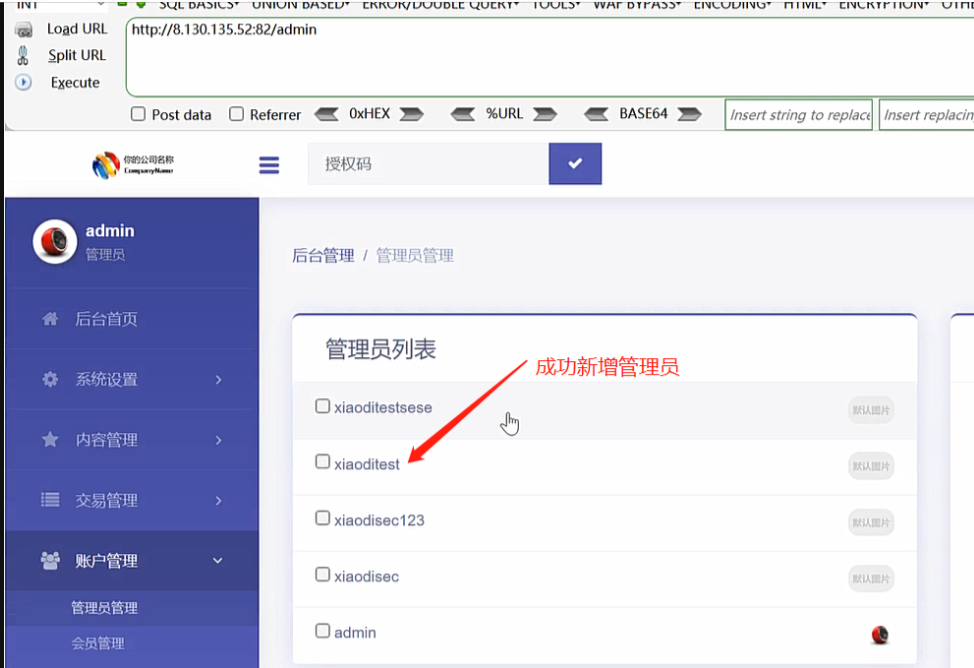 INT SQL BASICS▾ UNION BASED▾ ERROR/DOUBLE QUERY▾ TOOLS▾ WAF BYPASS▾ ENCODING▾ HTML▾ ENCRYPTION▾ OTH
Load URL
http://8.130.135.52:82/admin
Split URL
Execute
Post data Referrer 0xHEX %URL BASE64 Insert string to replace Insert replacing
你的公司名称
CompanyName
授权码
admin
管理员
后台管理 / 管理员管理
后台首页
系统设置
内容管理
交易管理
账户管理
管理员管理
会员管理
管理员列表
成功新增管理员
xiaoditestsese 默认图片
xiaoditest 默认图片
xiaodisec123 默认图片
xiaodisec 默认图片
admin